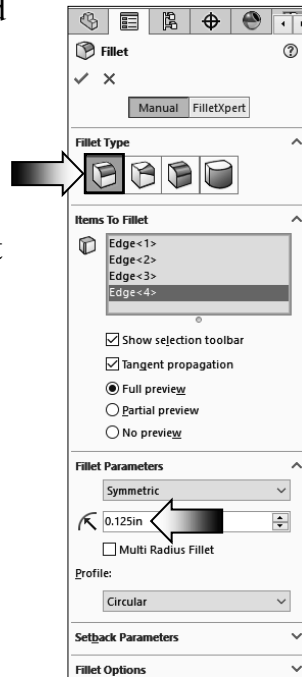 Fillet
Manual FilletXpert
Fillet Type
Items To Fillet
Edge<1>
Edge<2>
Edge<3>
Edge<4>
Show selection toolbar
Tangent propagation
Full preview
Partial preview
No preview
Fillet Parameters
Symmetric
0.125in
Multi Radius Fillet
Profile:
Circular
Setback Parameters
Fillet Options